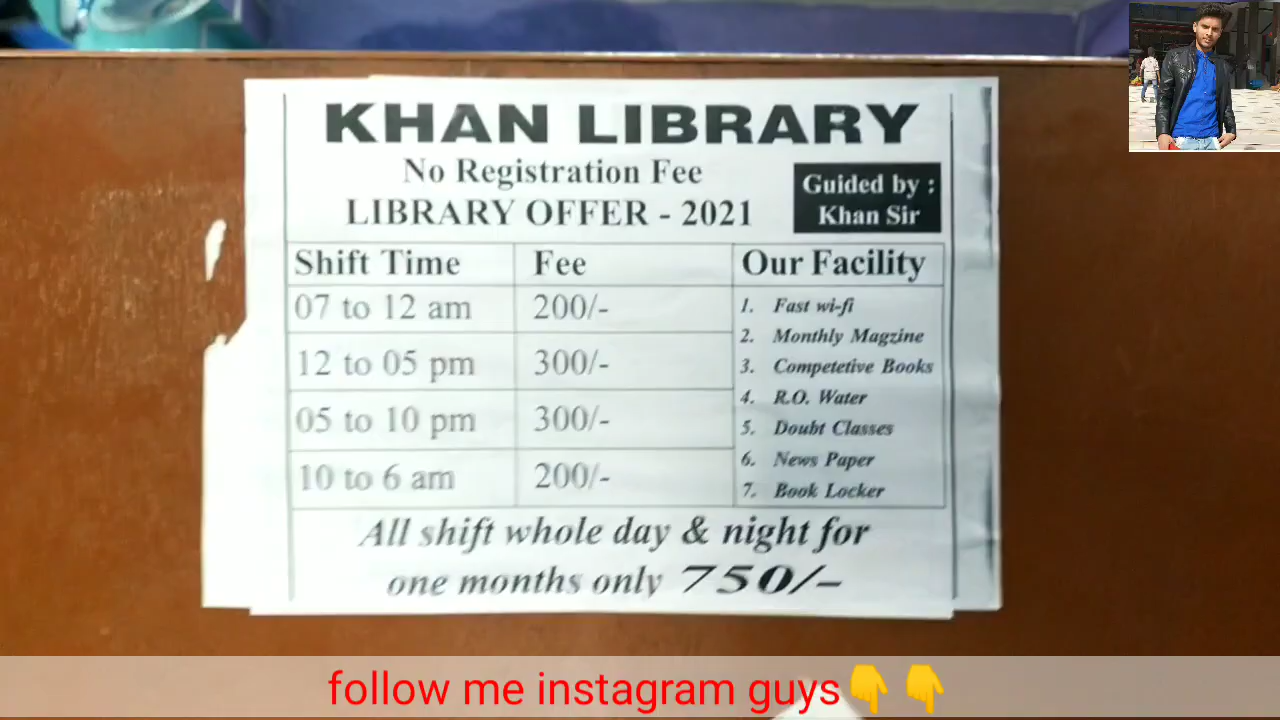 KHAN LIBRARY
No Registration Fee
LIBRARY OFFER - 2021
Guided by :
Khan Sir
Shift Time Fee Our Facility
07 to 12 am 200/-
12 to 05 pm 300/-
05 to 10 pm 300/-
10 to 6 am 200/-
1. Fast wi-fi
2. Monthly Magzine
3. Competetive Books
4. R.O. Water
5. Doubt Classes
6. News Paper
7. Book Locker
All shift whole day & night for
one months only 750/-
follow me instagram guys👇👇